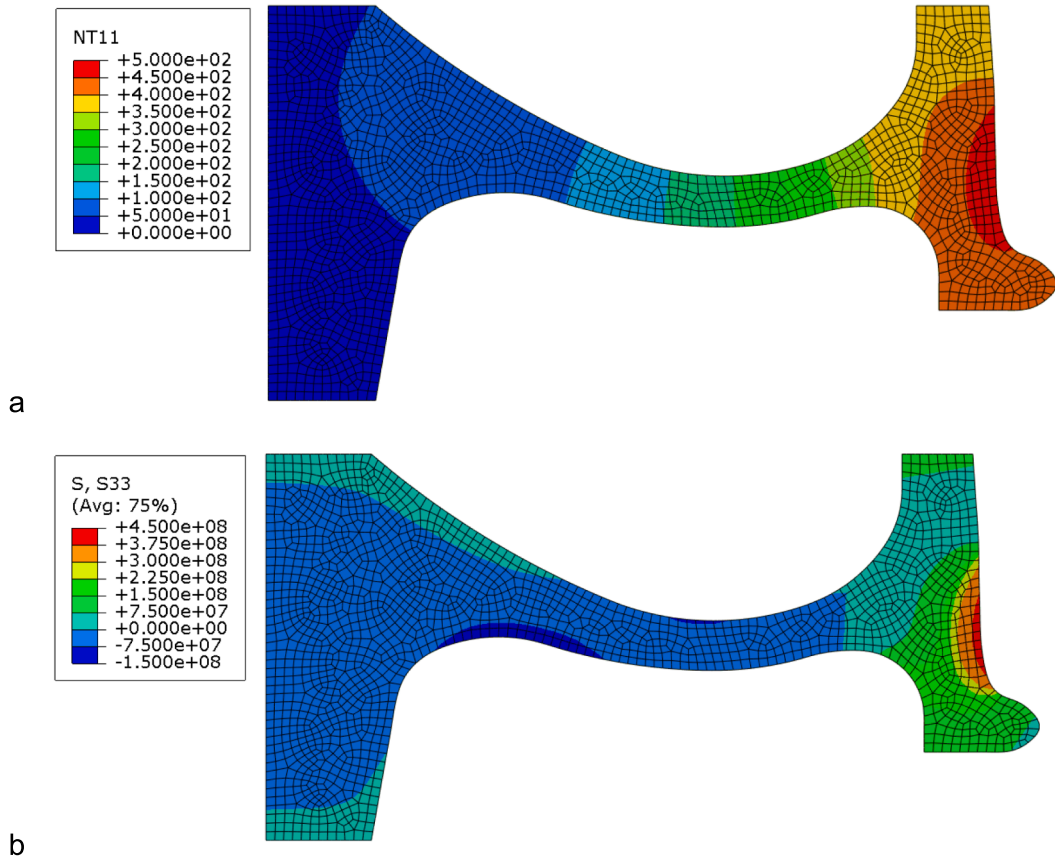 NT11
+5.000e+02
+4.500e+02
+4.000e+02
+3.500e+02
+3.000e+02
+2.500e+02
+2.000e+02
+1.500e+02
+1.000e+02
+5.000e+01
+0.000e+00
a
S, S33
(Avg: 75%)
+4.500e+08
+3.750e+08
+3.000e+08
+2.250e+08
+1.500e+08
+7.500e+07
+0.000e+00
-7.500e+07
-1.500e+08
b